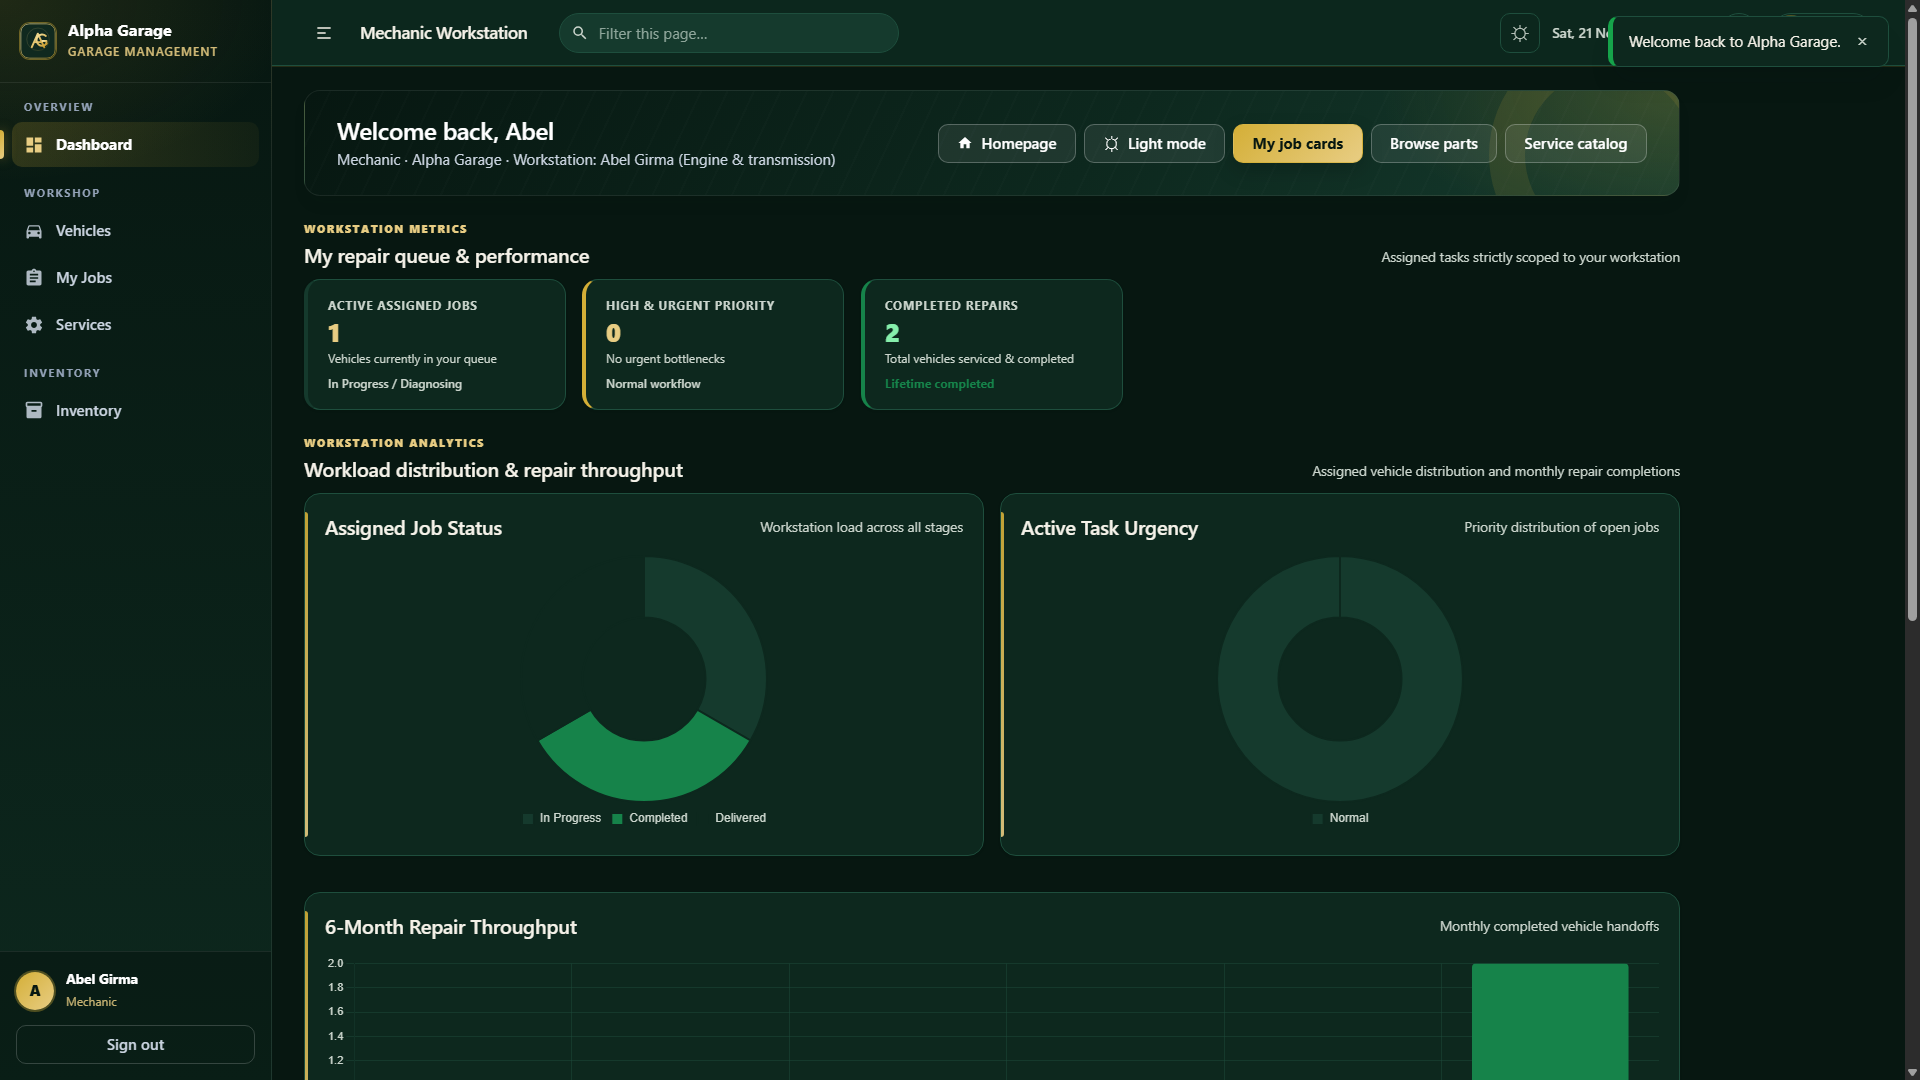 Alpha Garage
GARAGE MANAGEMENT
OVERVIEW
Dashboard
WORKSHOP
Vehicles
My Jobs
Services
INVENTORY
Inventory
Abel Girma
Mechanic
A
Sign out
Mechanic Workstation
Filter this page...
Sat, 21
Welcome back to Alpha Garage. ×
Welcome back, Abel
Mechanic · Alpha Garage · Workstation: Abel Girma (Engine & transmission)
Homepage
Light mode
My job cards
Browse parts
Service catalog
WORKSTATION METRICS
My repair queue & performance
Assigned tasks strictly scoped to your workstation
ACTIVE ASSIGNED JOBS
1
Vehicles currently in your queue
In Progress / Diagnosing
HIGH & URGENT PRIORITY
0
No urgent bottlenecks
Normal workflow
COMPLETED REPAIRS
2
Total vehicles serviced & completed
Lifetime completed
WORKSTATION ANALYTICS
Workload distribution & repair throughput
Assigned vehicle distribution and monthly repair completions
Assigned Job Status
Workstation load across all stages
In Progress
Completed
Delivered
Active Task Urgency
Priority distribution of open jobs
Normal
6-Month Repair Throughput
Monthly completed vehicle handoffs
2.0
1.8
1.6
1.4
1.2